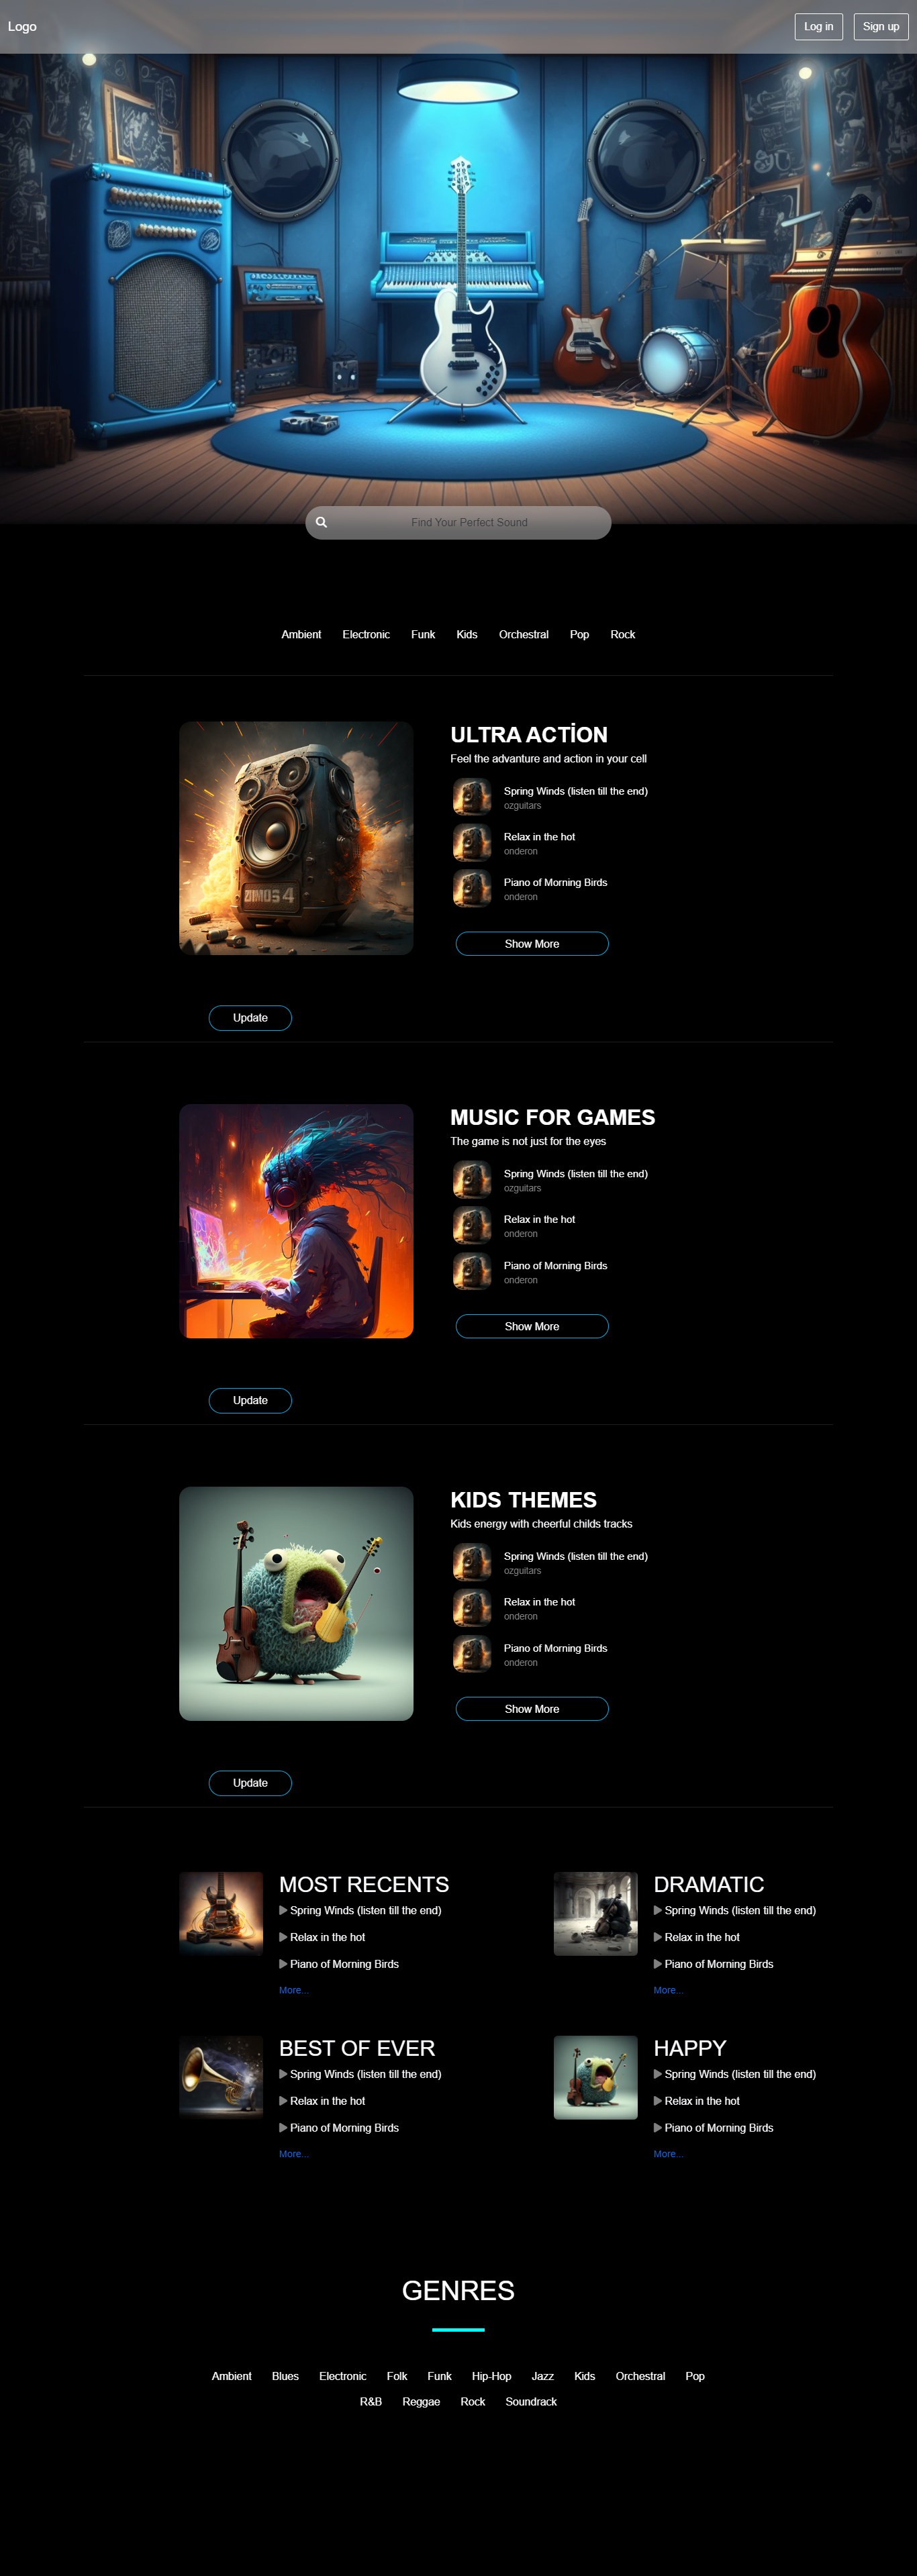 Logo
Log in
Sign up
Find Your Perfect Sound
Ambient Electronic Funk Kids Orchestral Pop Rock
ULTRA ACTİON
Feel the advanture and action in your cell
Spring Winds (listen till the end)
ozguitars
Relax in the hot
onderon
Piano of Morning Birds
onderon
Show More
Update
MUSIC FOR GAMES
The game is not just for the eyes
Spring Winds (listen till the end)
ozguitars
Relax in the hot
onderon
Piano of Morning Birds
onderon
Show More
Update
KIDS THEMES
Kids energy with cheerful childs tracks
Spring Winds (listen till the end)
ozguitars
Relax in the hot
onderon
Piano of Morning Birds
onderon
Show More
Update
MOST RECENTS
Spring Winds (listen till the end)
Relax in the hot
Piano of Morning Birds
More...
DRAMATIC
Spring Winds (listen till the end)
Relax in the hot
Piano of Morning Birds
More...
BEST OF EVER
Spring Winds (listen till the end)
Relax in the hot
Piano of Morning Birds
More...
HAPPY
Spring Winds (listen till the end)
Relax in the hot
Piano of Morning Birds
More...
GENRES
Ambient Blues Electronic Folk Funk Hip-Hop Jazz Kids Orchestral Pop
R&B Reggae Rock Soundrack